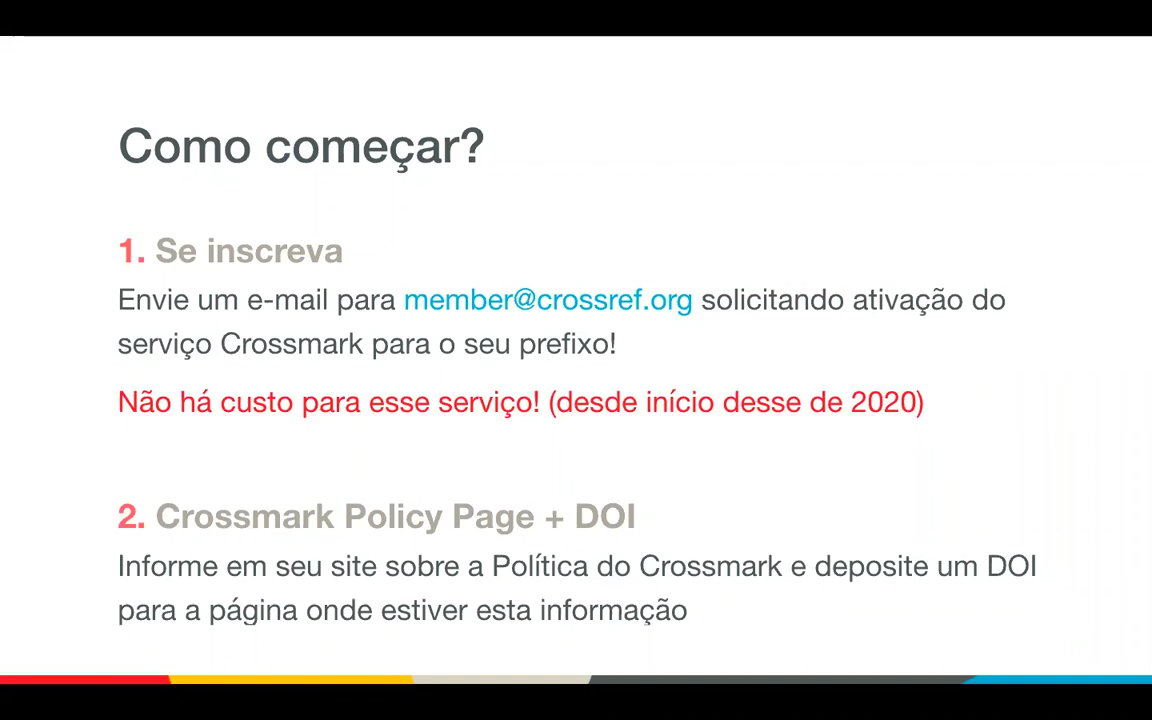 Como começar?
1. Se inscreva
Envie um e-mail para member@crossref.org solicitando ativação do
serviço Crossmark para o seu prefixo!
Não há custo para esse serviço! (desde início desse de 2020)
2. Crossmark Policy Page + DOI
Informe em seu site sobre a Política do Crossmark e deposite um DOI
para a página onde estiver esta informação